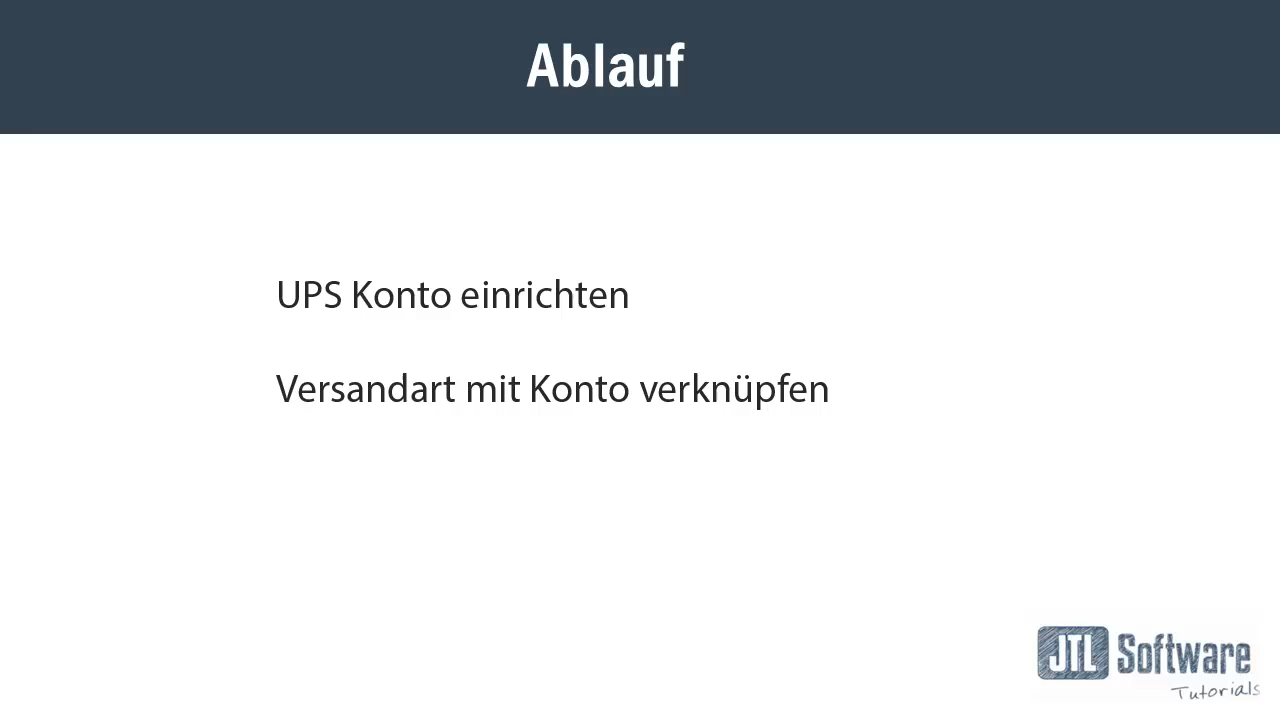 Ablauf
UPS Konto einrichten
Versandart mit Konto verknüpfen
JTL Software
Tutorials